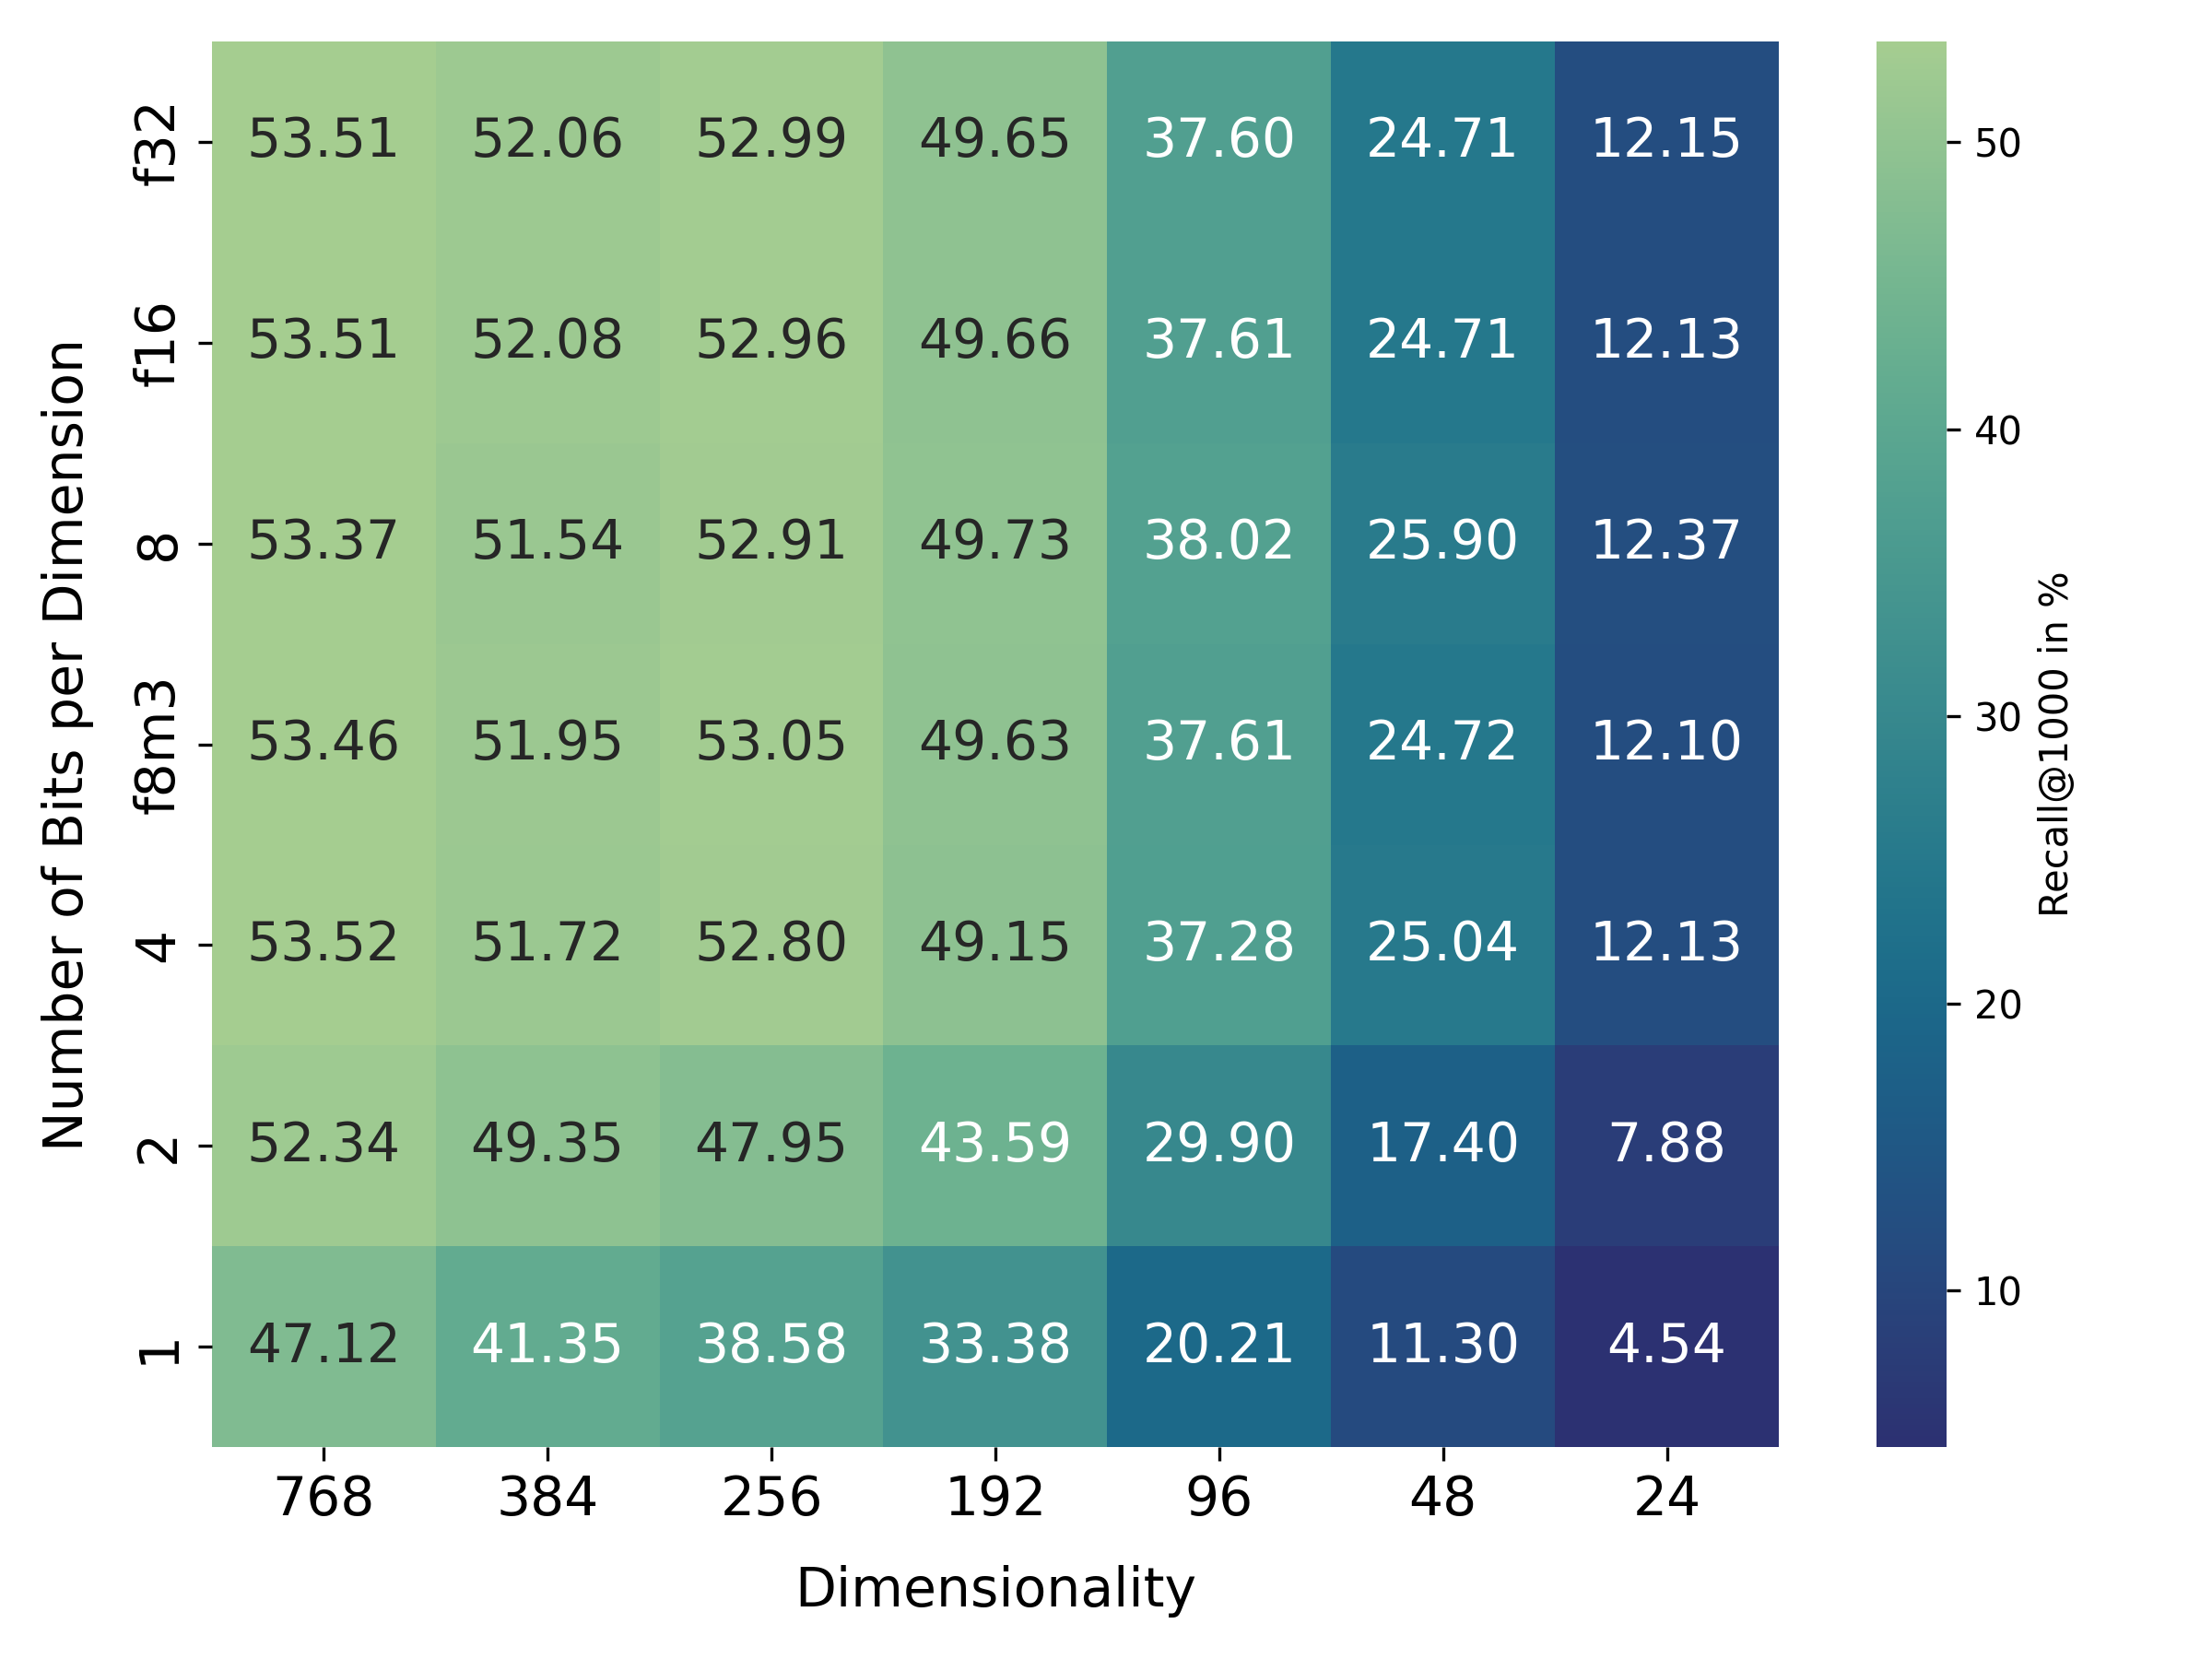 Number of Bits per Dimension
f32 53.51 52.06 52.99 49.65 37.60 24.71 12.15
f16 53.51 52.08 52.96 49.66 37.61 24.71 12.13
8 53.37 51.54 52.91 49.73 38.02 25.90 12.37
f8m3 53.46 51.95 53.05 49.63 37.61 24.72 12.10
4 53.52 51.72 52.80 49.15 37.28 25.04 12.13
2 52.34 49.35 47.95 43.59 29.90 17.40 7.88
1 47.12 41.35 38.58 33.38 20.21 11.30 4.54
768 384 256 192 96 48 24
Dimensionality
50
40
30
20
10
Recall@1000 in %